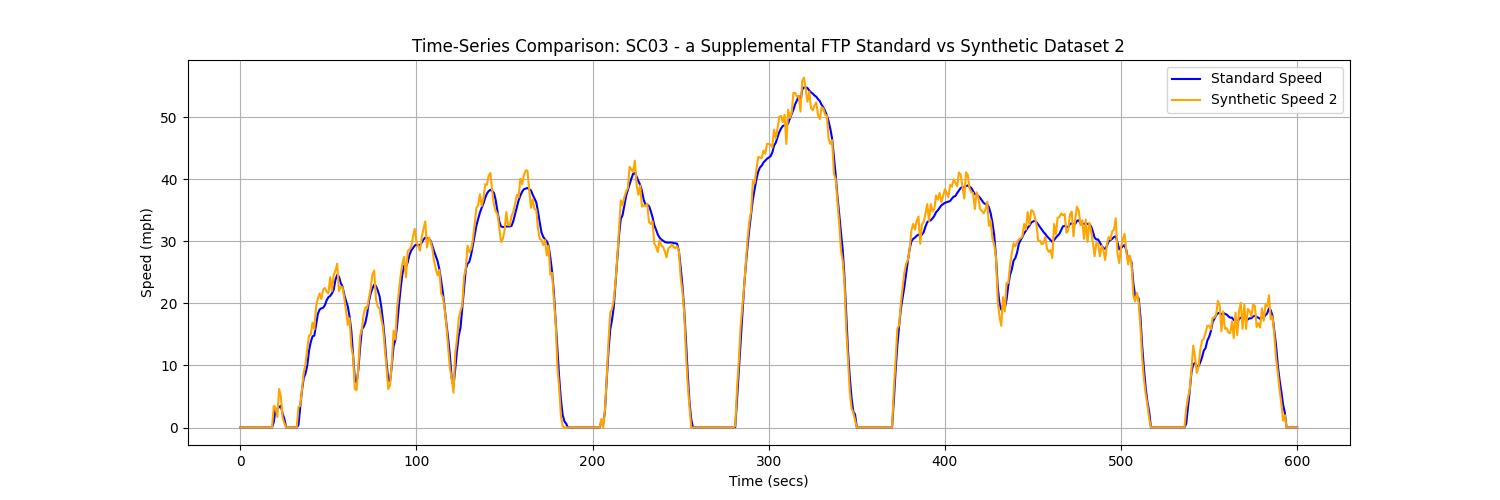 Time-Series Comparison: SC03 - a Supplemental FTP Standard vs Synthetic Dataset 2
Standard Speed
Synthetic Speed 2
Speed (mph)
50
40
30
20
10
0
0 100 200 300 400 500 600
Time (secs)